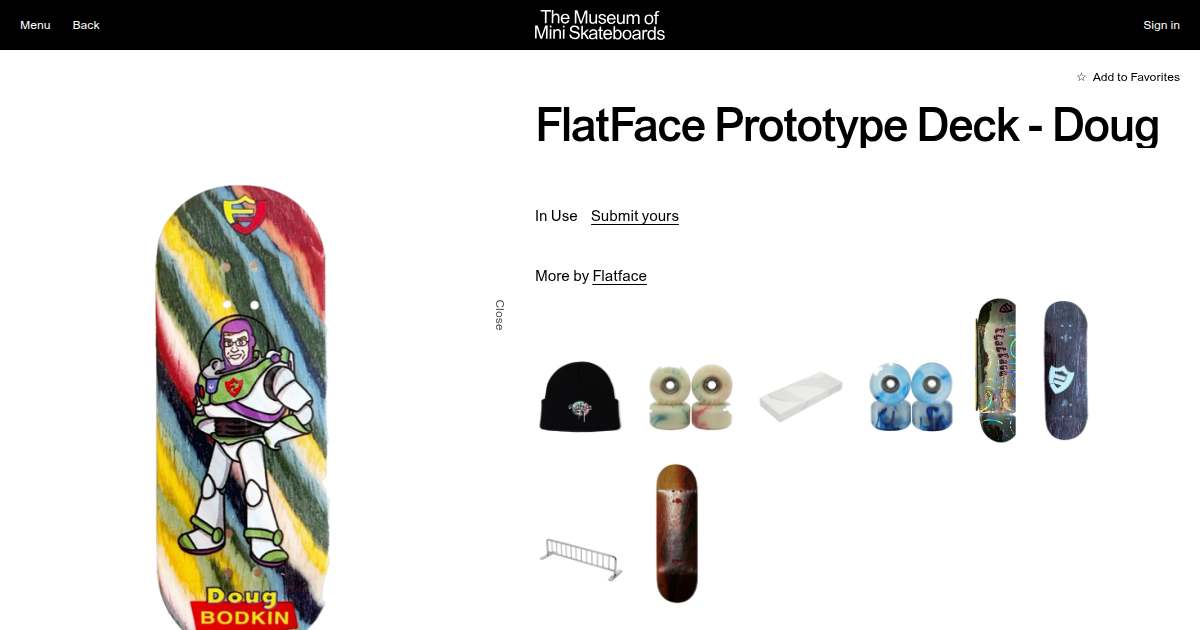 Menu
Back
The Museum of
Mini Skateboards
Sign in
☆ Add to Favorites
FlatFace Prototype Deck - Doug
In Use
Submit yours
More by Flatface
Close
Doug
BODKIN